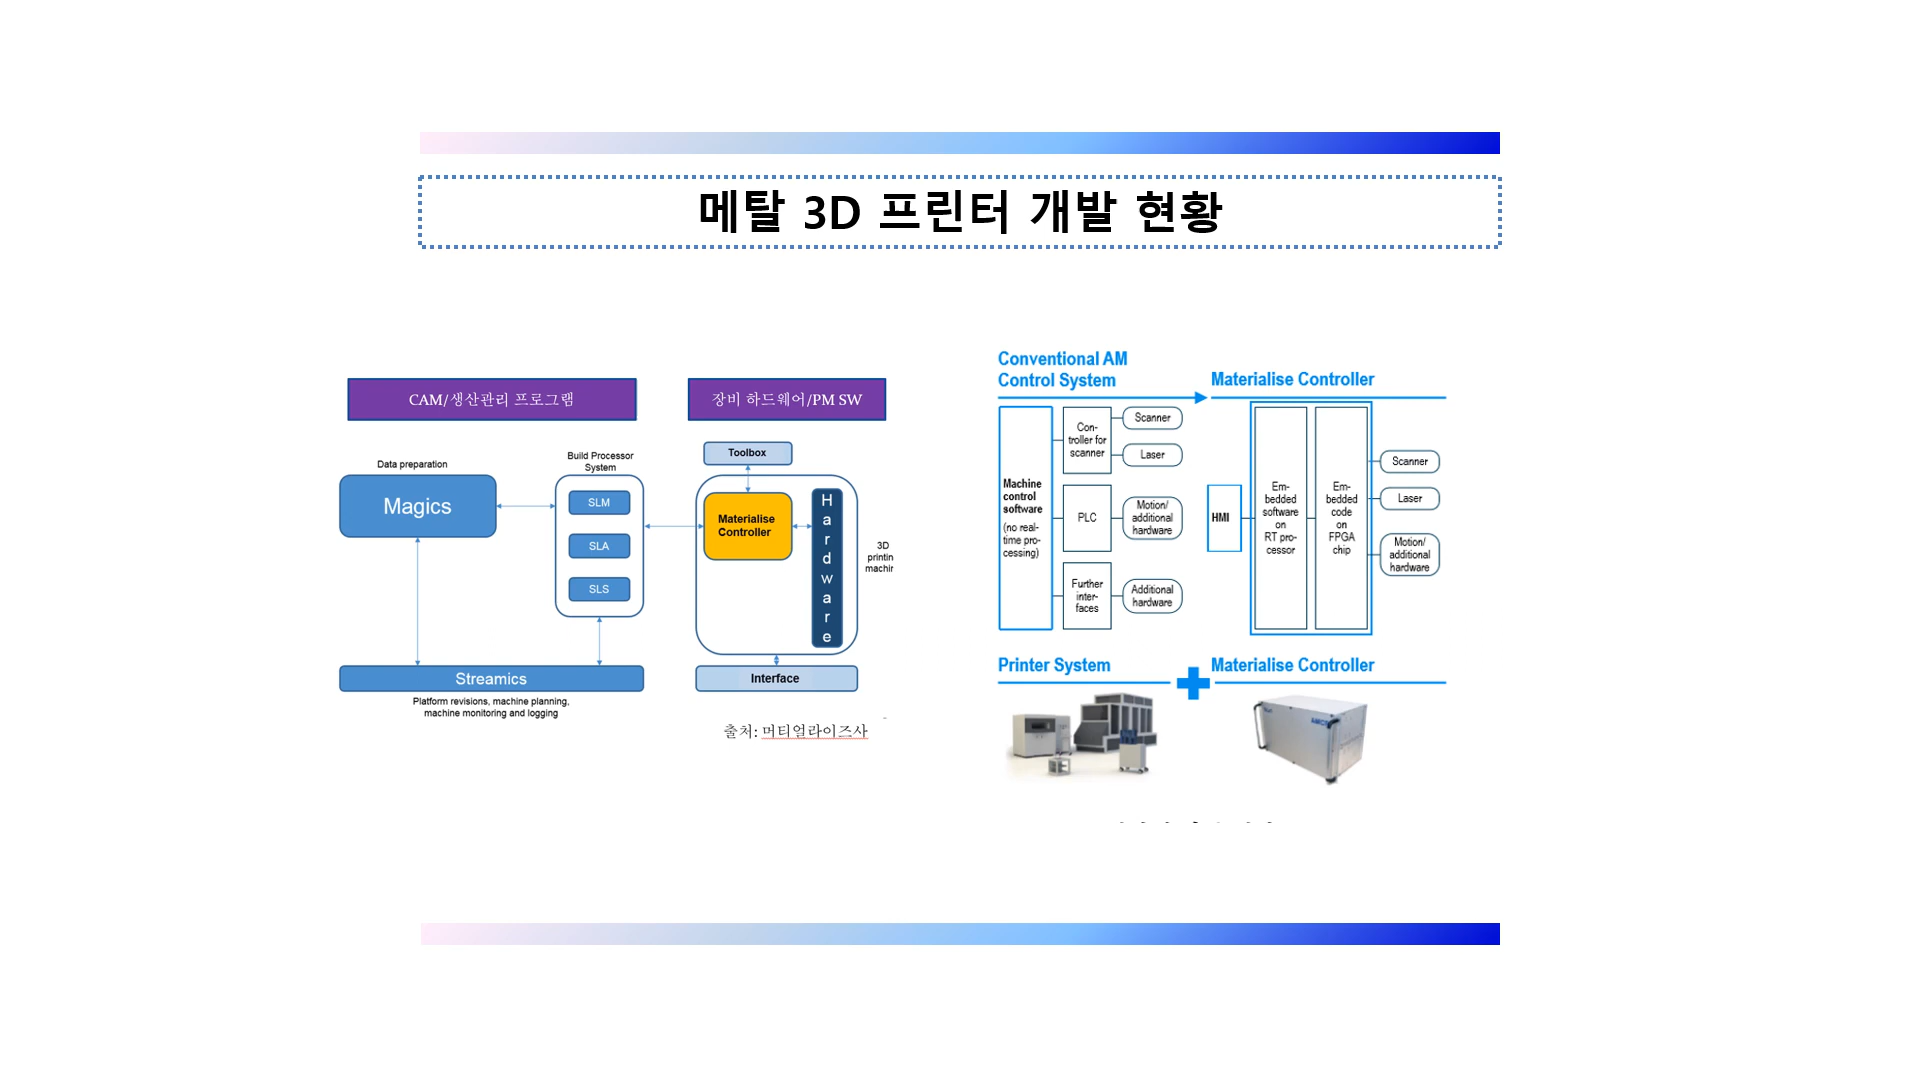 메탈 3D 프린터 개발 현황
CAM/생산관리 프로그램
장비 하드웨어/PM SW
Data preparation
Magics
Build Processor
System
SLM
SLA
SLS
Streamics
Platform revisions, machine planning,
machine monitoring and logging
Toolbox
Materialise
Controller
H
a
r
d
w
a
r
e
3D
printin
machin
Interface
출처: 머티얼라이즈사
Conventional AM
Control System
Materialise Controller
Machine
control
software
(no real-
time pro-
cessing)
Con-
troller for
scanner
Scanner
Laser
PLC
Motion/
additional
hardware
Further
inter-
faces
Additional
hardware
HMI
Em-
bedded
software
on
RT pro-
cessor
Em-
bedded
code
on
FPGA
chip
Scanner
Laser
Motion/
additional
hardware
Printer System
Materialise Controller